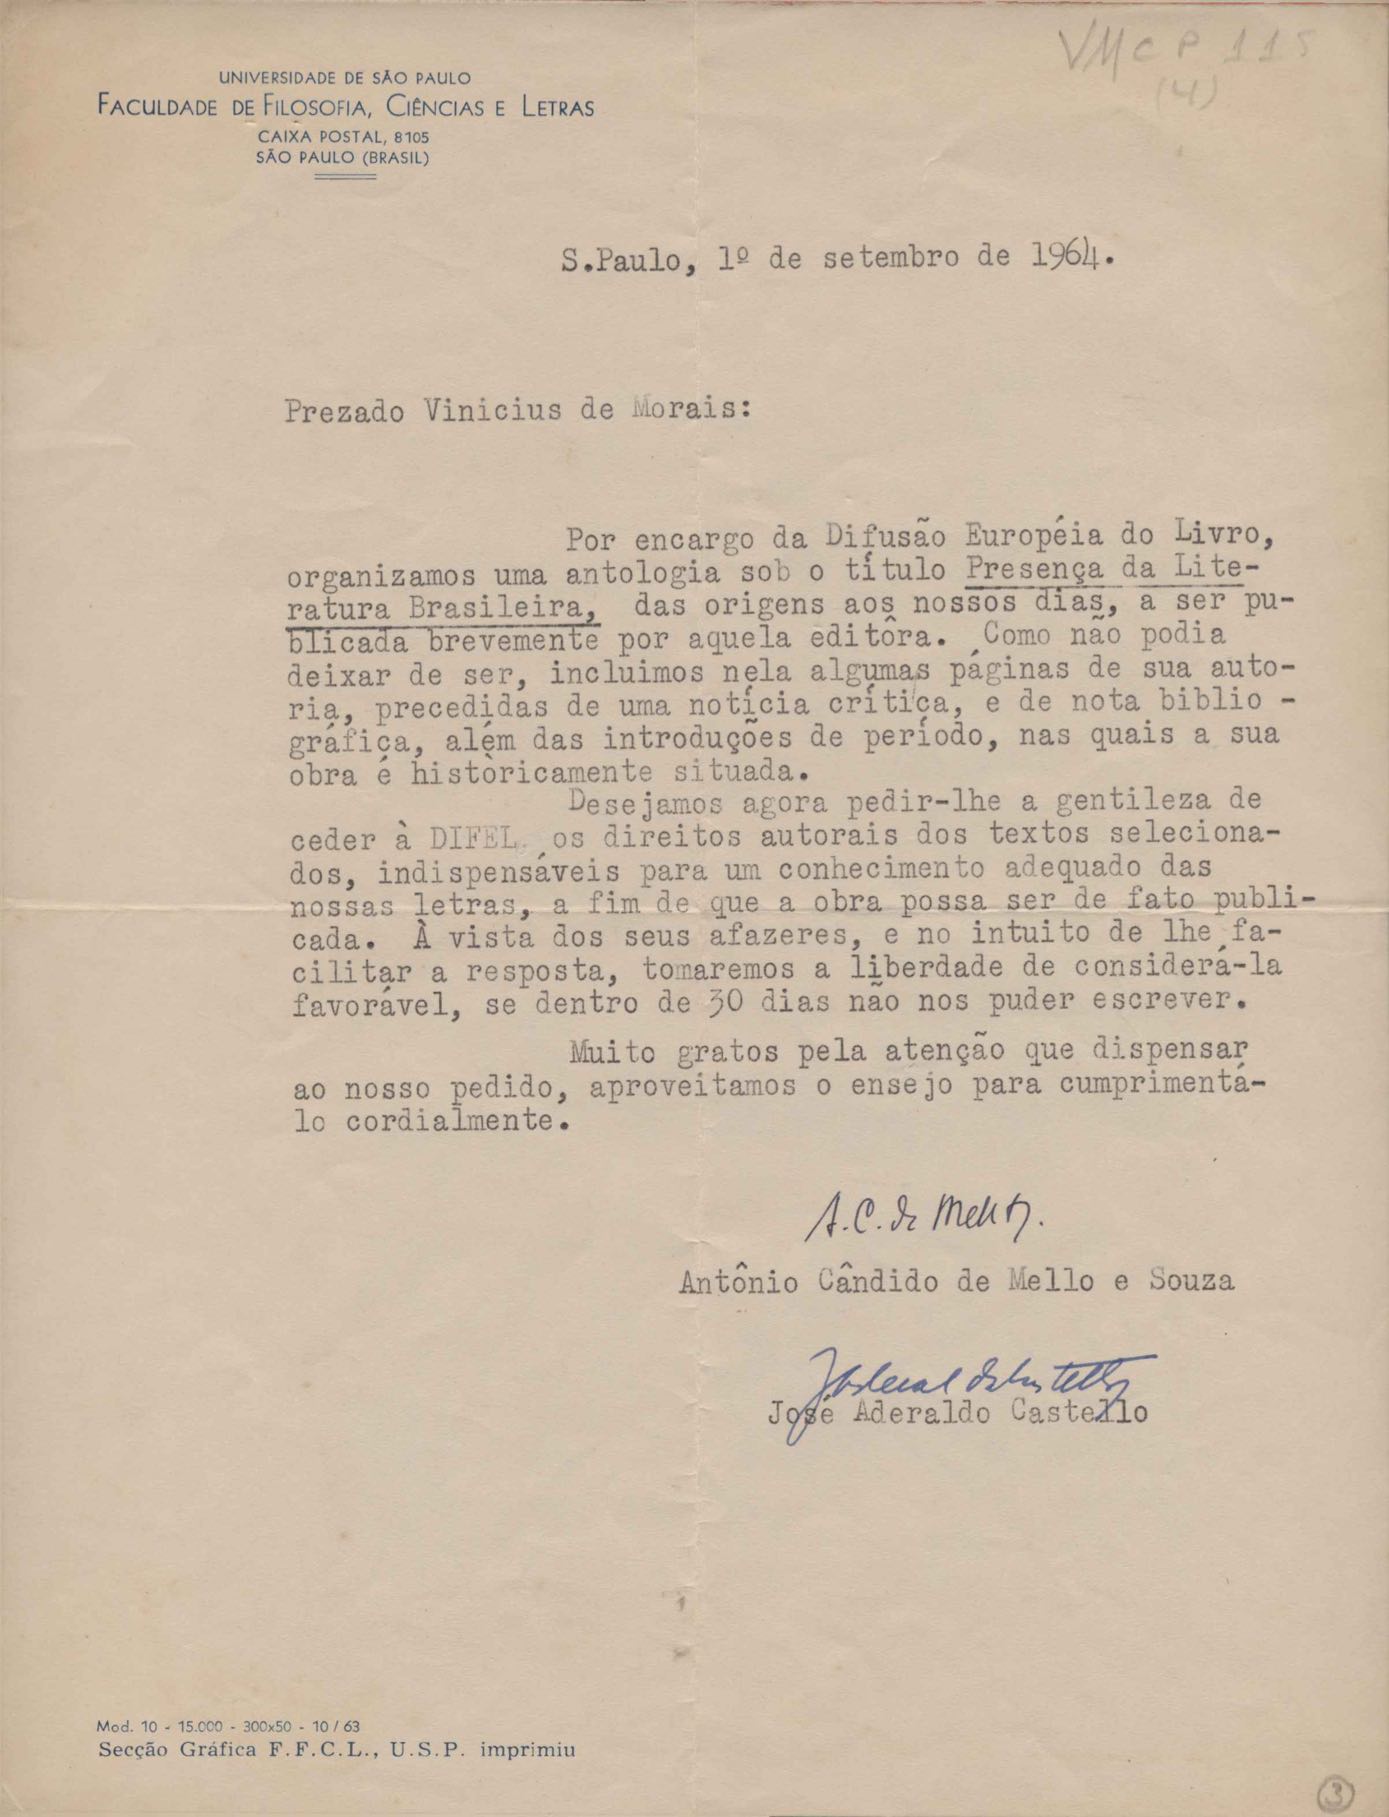 VMCP 115
(4)
UNIVERSIDADE DE SÃO PAULO
FACULDADE DE FILOSOFIA, CIÊNCIAS E LETRAS
CAIXA POSTAL, 8105
SÃO PAULO (BRASIL)
S.Paulo, 1º de setembro de 1964.
Prezado Vinicius de Morais:
Por encargo da Difusão Européia do Livro,
organizamos uma antologia sob o título Presença da Lite-
ratura Brasileira, das origens aos nossos dias, a ser pu-
blicada brevemente por aquela editôra. Como não podia
deixar de ser, incluimos nela algumas páginas de sua auto-
ria, precedidas de uma notícia crítica, e de nota biblio -
gráfica, além das introduções de período, nas quais a sua
obra é històricamente situada.
Desejamos agora pedir-lhe a gentileza de
ceder à DIFEL os direitos autorais dos textos seleciona-
dos, indispensáveis para um conhecimento adequado das
nossas letras, a fim de que a obra possa ser de fato publi-
cada. À vista dos seus afazeres, e no intuito de lhe fa-
cilitar a resposta, tomaremos a liberdade de considerá-la
favorável, se dentro de 30 dias não nos puder escrever.
Muito gratos pela atenção que dispensar
ao nosso pedido, aproveitamos o ensejo para cumprimentá-
lo cordialmente.
A.C. de Mello
Antônio Cândido de Mello e Souza
José Aderaldo Castello
Mod. 10 - 15.000 - 300x50 - 10/63
Secção Gráfica F.F.C.L., U.S.P. imprimiu
3